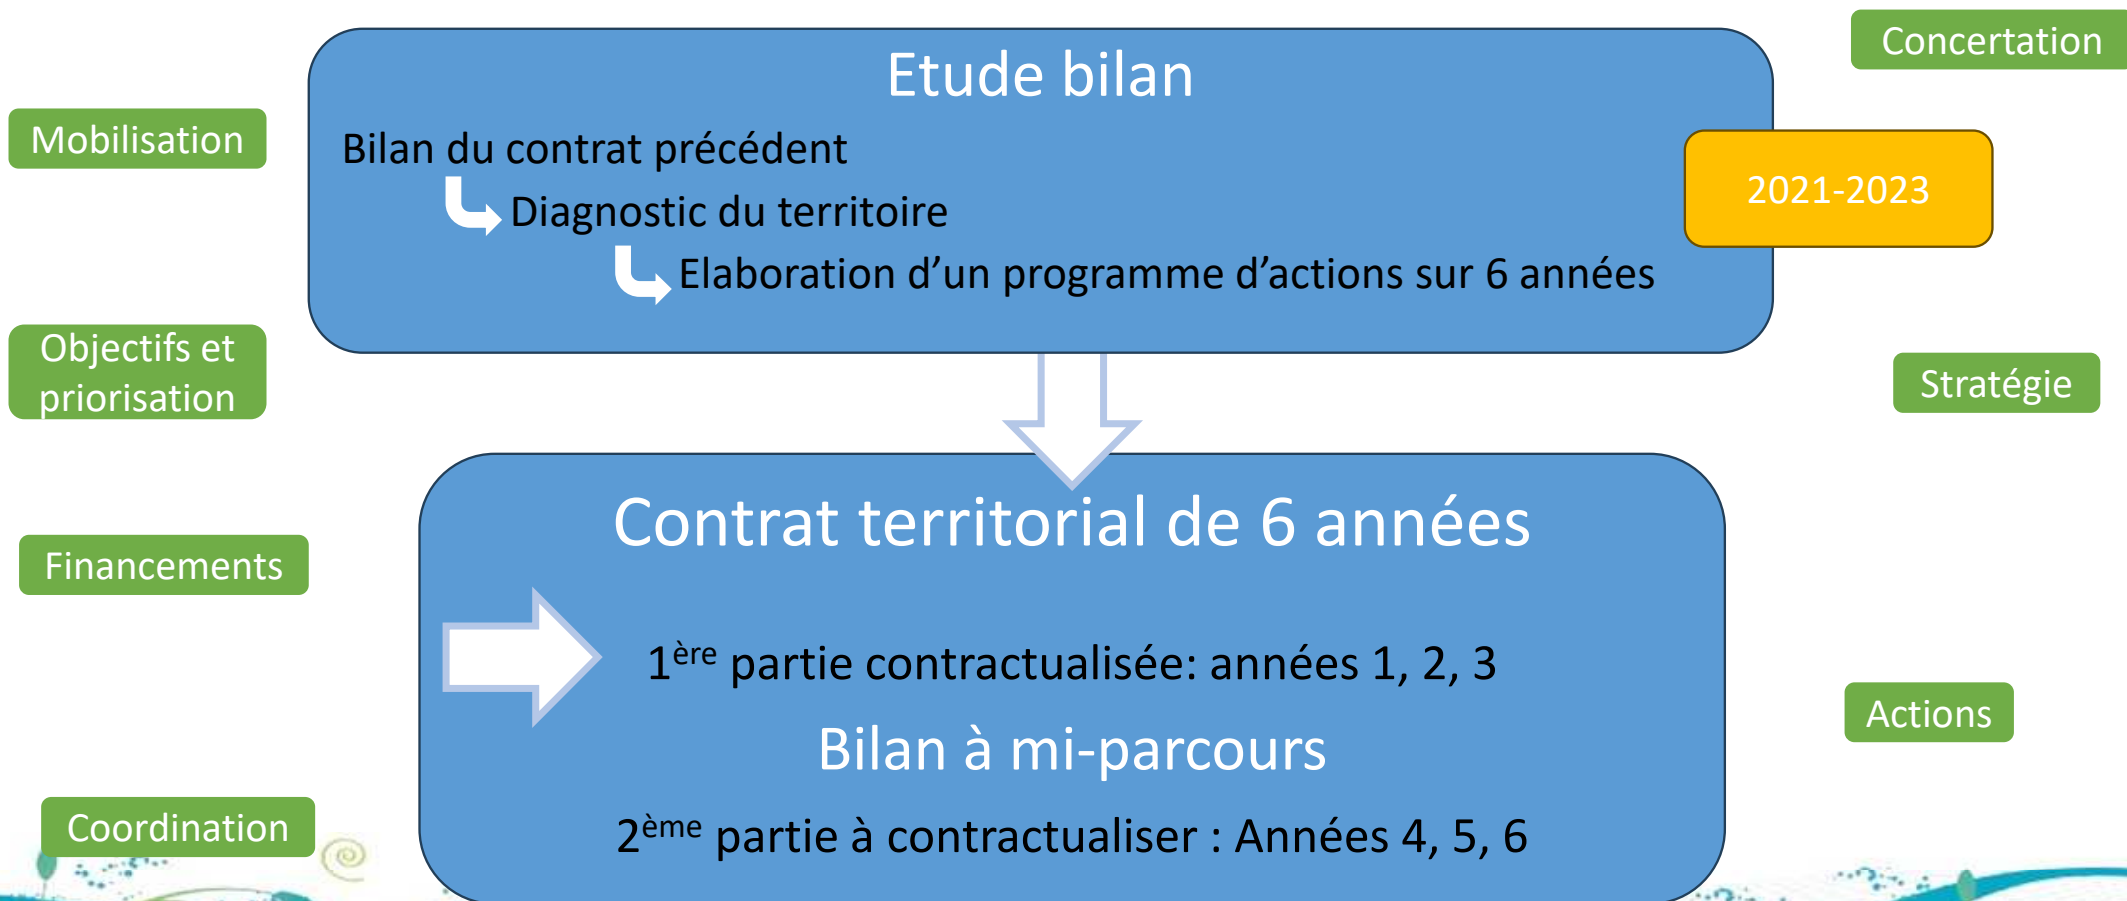 Concertation
Etude bilan
Mobilisation
Bilan du contrat précédent
2021-2023
Diagnostic du territoire
Elaboration d’un programme d’actions sur 6 années
Objectifs et
priorisation
Stratégie
Contrat territorial de 6 années
Financements
1ère partie contractualisée: années 1, 2, 3
Actions
Bilan à mi-parcours
Coordination
2ème partie à contractualiser : Années 4, 5, 6